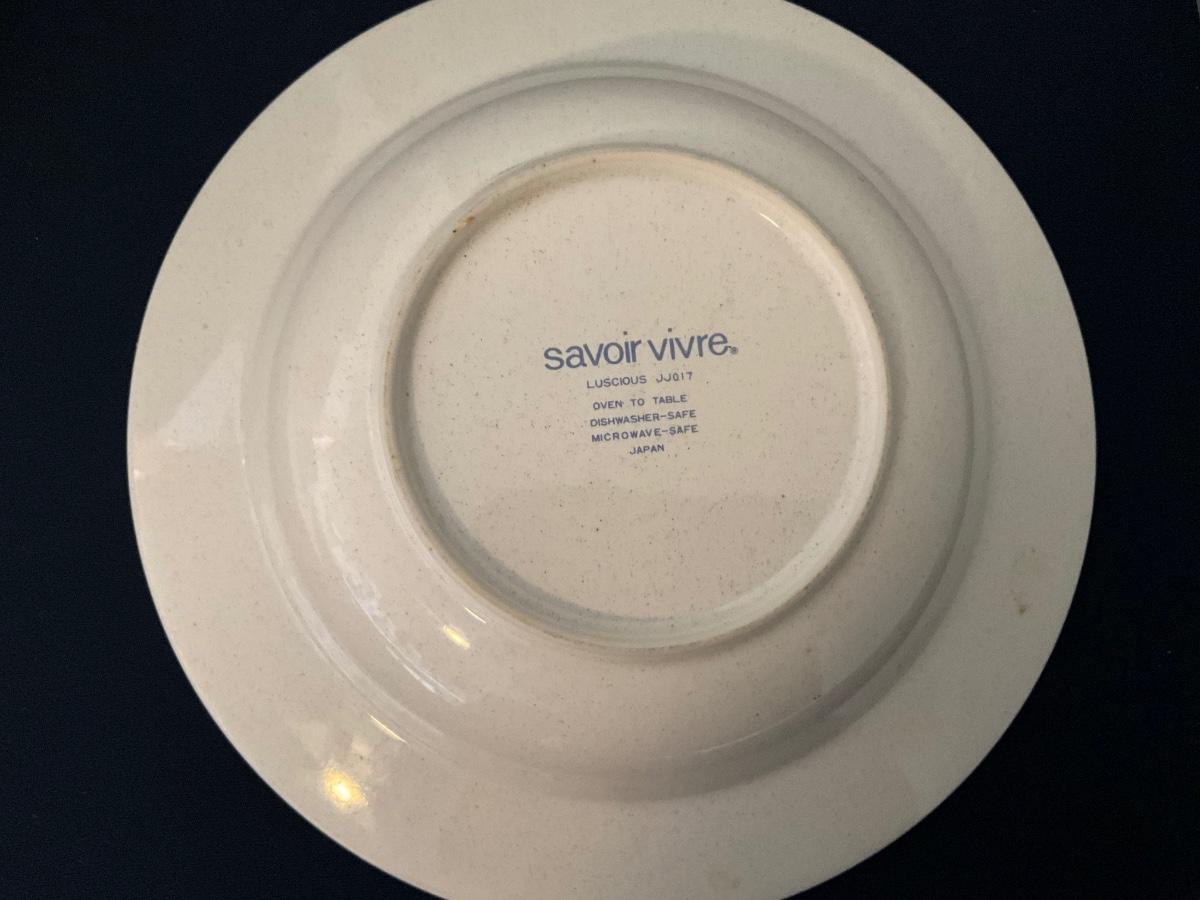 savoir vivre®
LUSCIOUS JJ017
OVEN TO TABLE
DISHWASHER-SAFE
MICROWAVE-SAFE
JAPAN